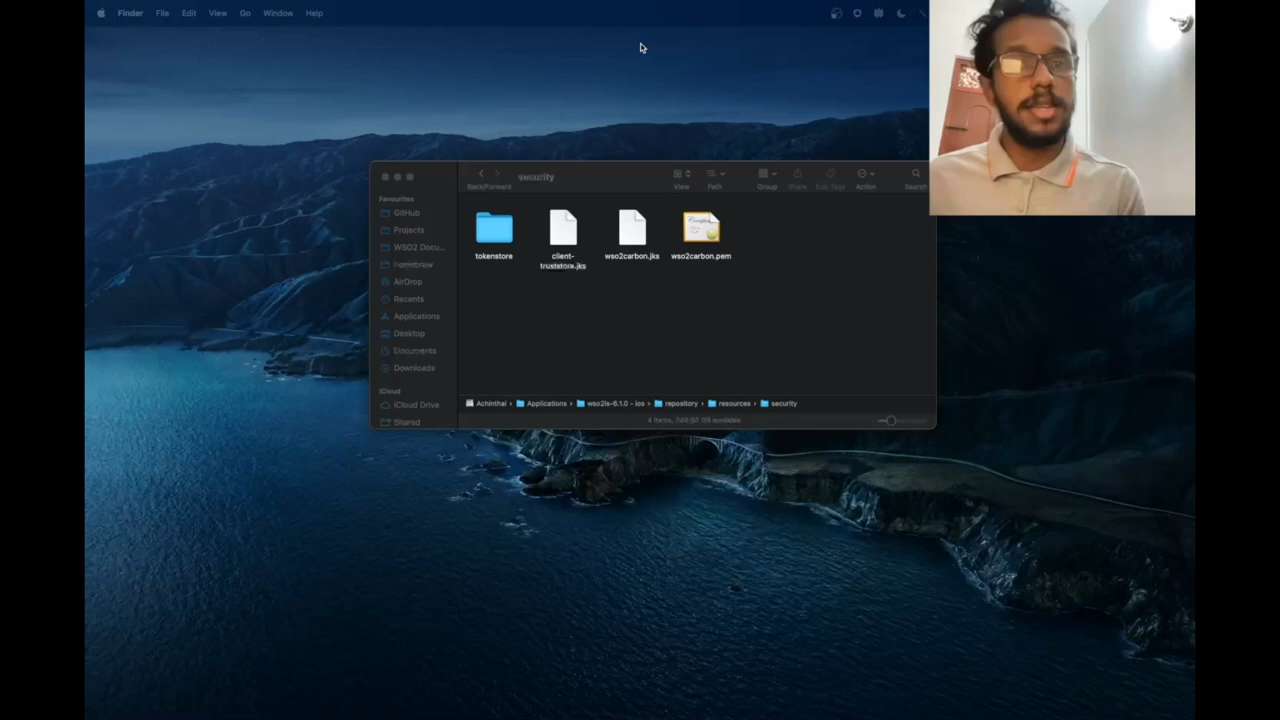 Finder File Edit View Go Window Help
security
Back/Forward View Path Group Share Edit Tags Action Search
Favourites
GitHub
Projects
WSO2 Docu...
homebrew
AirDrop
Recents
Applications
Desktop
Documents
Downloads
iCloud
iCloud Drive
Shared
tokenstore
client-
truststore.jks
wso2carbon.jks
wso2carbon.pem
Achinthai › Applications › wso2is-6.1.0 - ios › repository › resources › security